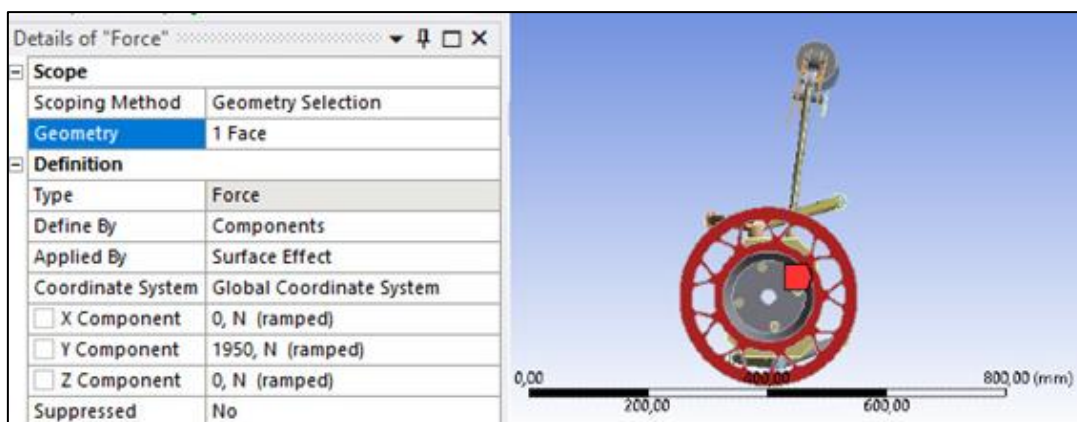 Details of "Force"
Scope
Scoping Method Geometry Selection
Geometry 1 Face
Definition
Type Force
Define By Components
Applied By Surface Effect
Coordinate System Global Coordinate System
X Component 0, N (ramped)
Y Component 1950, N (ramped)
Z Component 0, N (ramped)
Suppressed No
0,00 400,00 800,00 (mm)
200,00 600,00